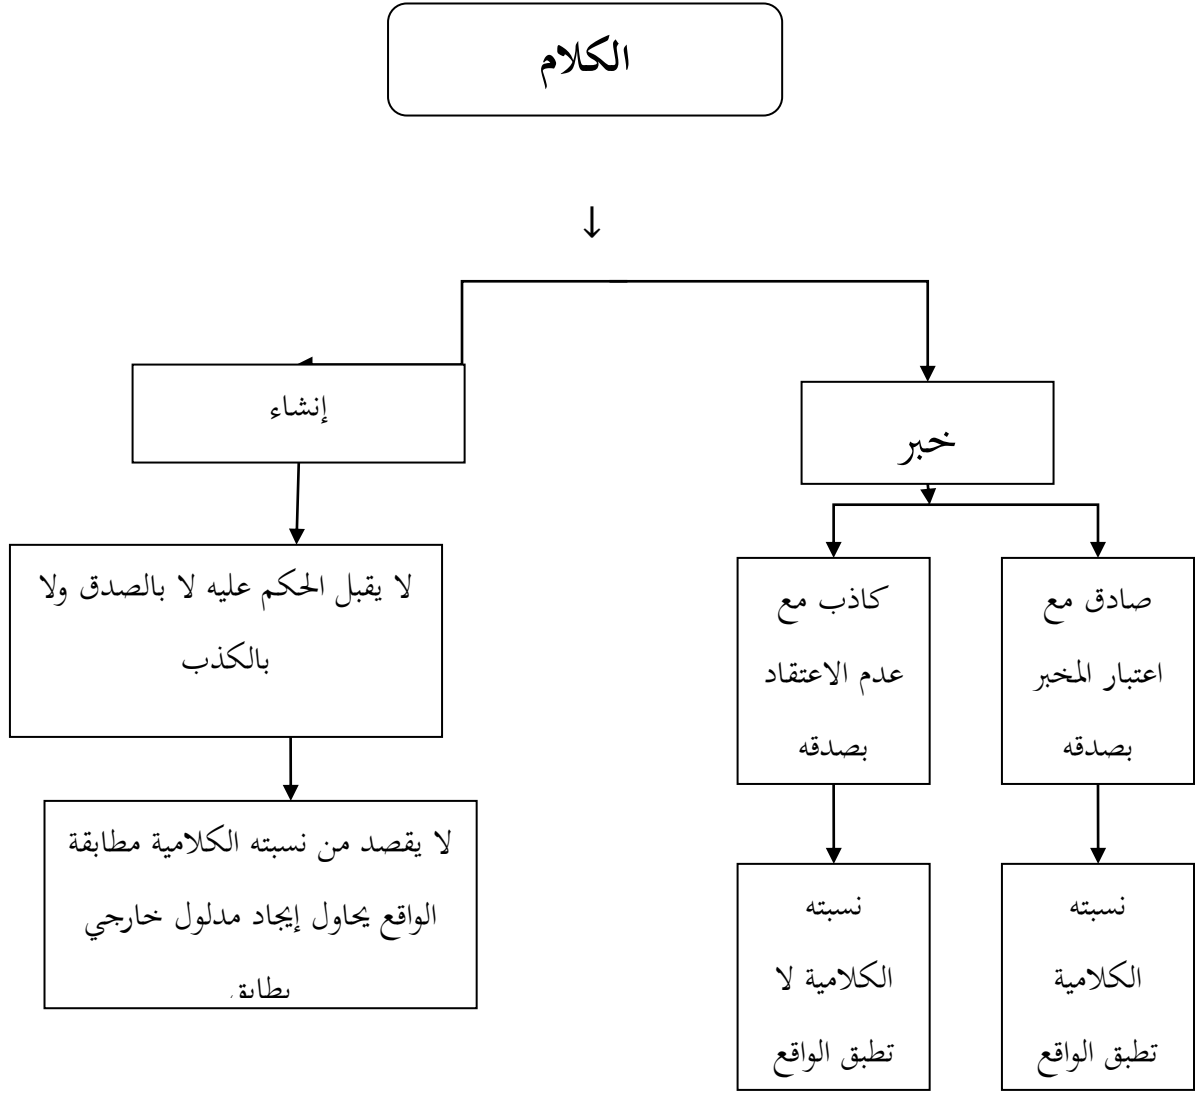 الكلام
↓
خبر
إنشاء
صادق مع
اعتبار المخبر
بصدقه
كاذب مع
عدم الاعتقاد
بصدقه
لا يقبل الحكم عليه لا بالصدق ولا
بالكذب
نسبته
الكلامية
تطبق الواقع
نسبته
الكلامية لا
تطبق الواقع
لا يقصد من نسبته الكلامية مطابقة
الواقع يحاول إيجاد مدلول خارجي